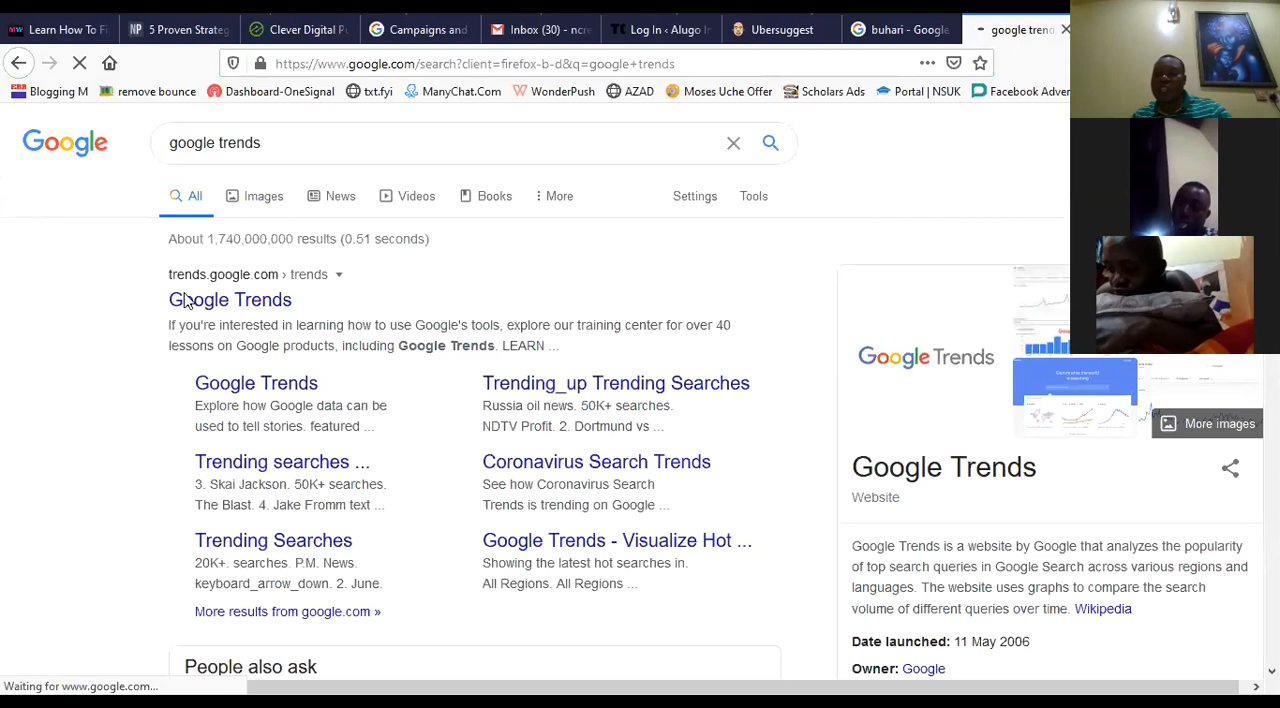 Learn How To Fi
5 Proven Strateg
Clever Digital P
Campaigns and
Inbox (30) - ncre
Log In ‹ Alugo I
Ubersuggest
buhari - Google
google tren
https://www.google.com/search?client=firefox-b-d&q=google+trends
Blogging M
remove bounce
Dashboard-OneSignal
txt.fyi
ManyChat.Com
WonderPush
AZAD
Moses Uche Offer
Scholars Ads
Portal | NSUK
Facebook Adver
Google
google trends
All
Images
News
Videos
Books
More
Settings
Tools
About 1,740,000,000 results (0.51 seconds)
trends.google.com › trends
Google Trends
If you're interested in learning how to use Google's tools, explore our training center for over 40
lessons on Google products, including Google Trends. LEARN ...
Google Trends
Explore how Google data can be
used to tell stories. featured ...
Trending_up Trending Searches
Russia oil news. 50K+ searches.
NDTV Profit. 2. Dortmund vs ...
Trending searches ...
3. Skai Jackson. 50K+ searches.
The Blast. 4. Jake Fromm text ...
Coronavirus Search Trends
See how Coronavirus Search
Trends is trending on Google ...
Trending Searches
20K+. searches. P.M. News.
keyboard_arrow_down. 2. June.
Google Trends - Visualize Hot ...
Showing the latest hot searches in.
All Regions. All Regions ...
More results from google.com »
People also ask
Google Trends
More images
Google Trends
Website
Google Trends is a website by Google that analyzes the popularity
of top search queries in Google Search across various regions and
languages. The website uses graphs to compare the search
volume of different queries over time. Wikipedia
Date launched: 11 May 2006
Owner: Google
Waiting for www.google.com...